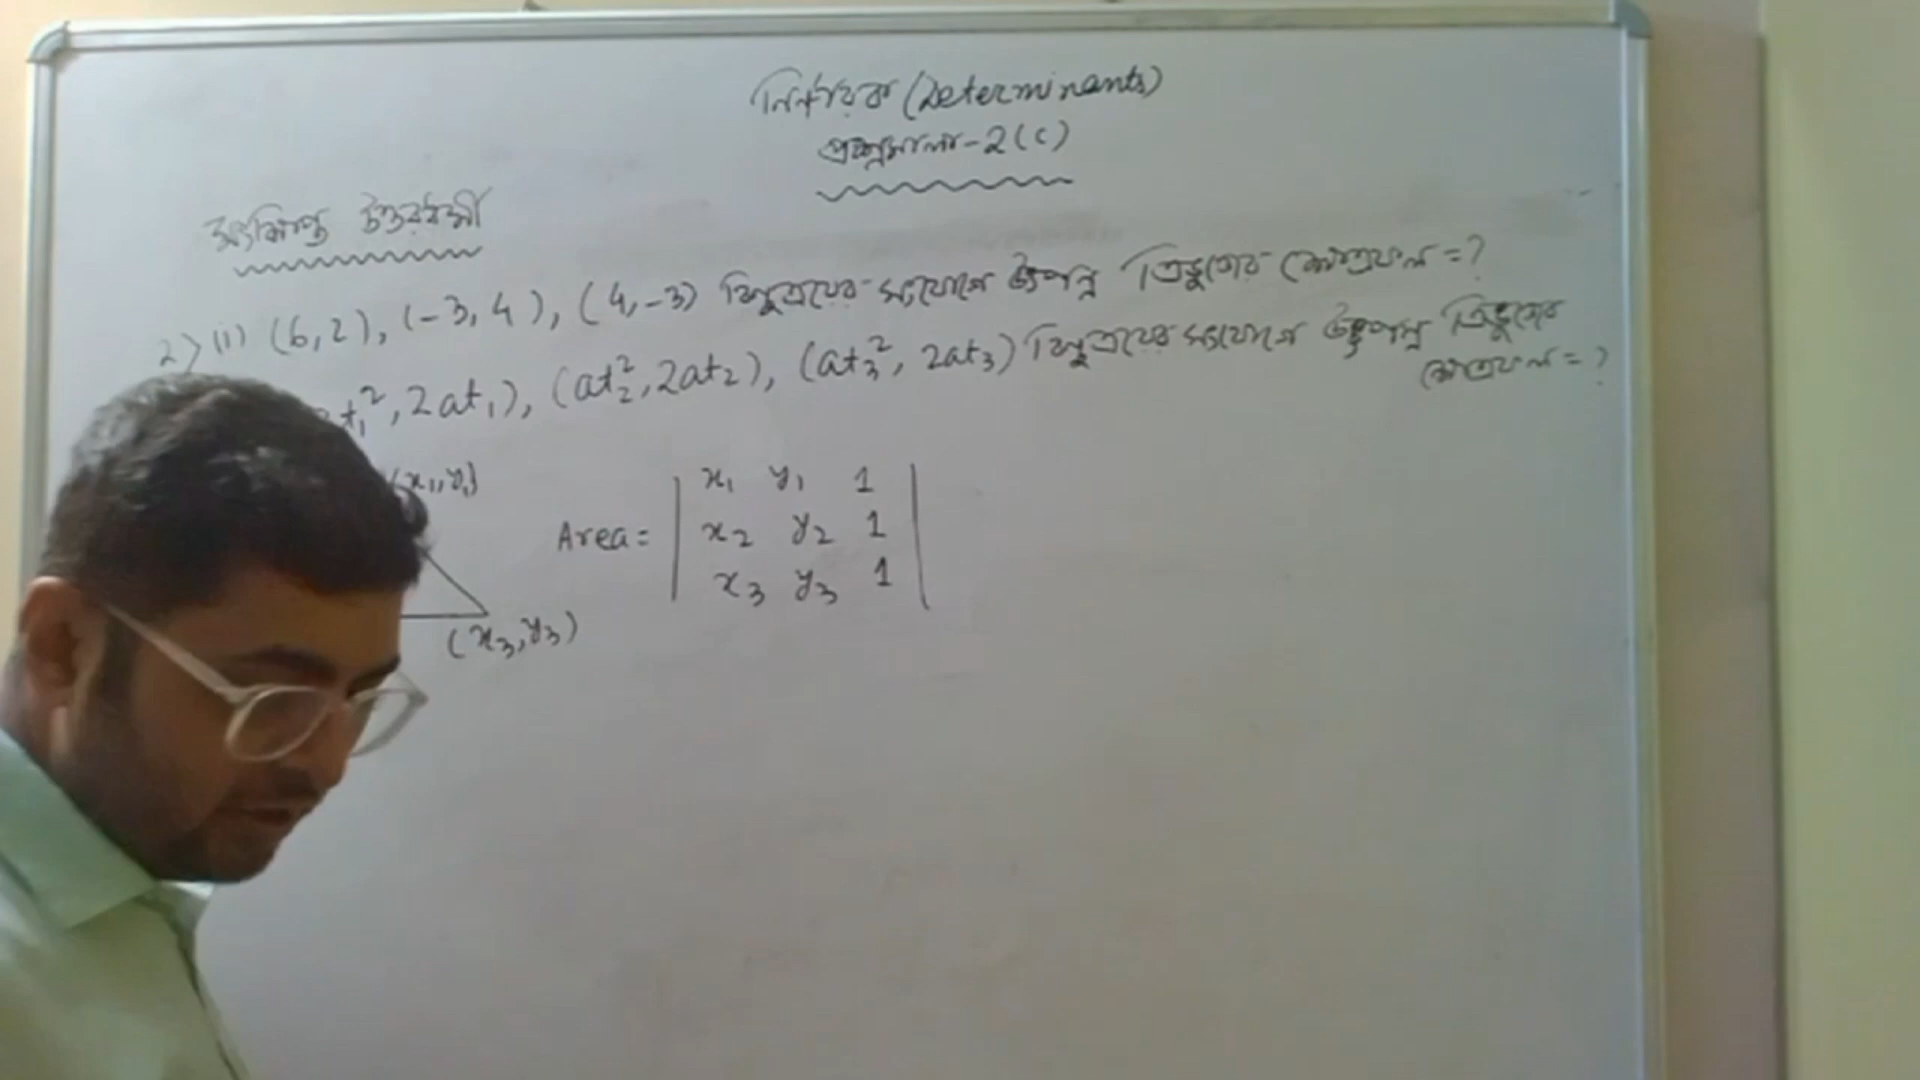 নির্ণায়ক (Determinants)
প্রশ্নমালা-2(c)
সংক্ষিপ্ত উত্তরধর্মী
2) (i) (6,2), (-3,4), (4,-3) বিন্দুত্রয়ের সংযোগে উৎপন্ন ত্রিভুজের ক্ষেত্রফল =?
t₁², 2at₁), (at₂², 2at₂), (at₃², 2at₃) বিন্দুত্রয়ের সংযোগে উৎপন্ন ত্রিভুজের
ক্ষেত্রফল = ?
(x₁,y₁)
Area = | x₁ y₁ 1 |
x₂ y₂ 1
x₃ y₃ 1
(x₃,y₃)